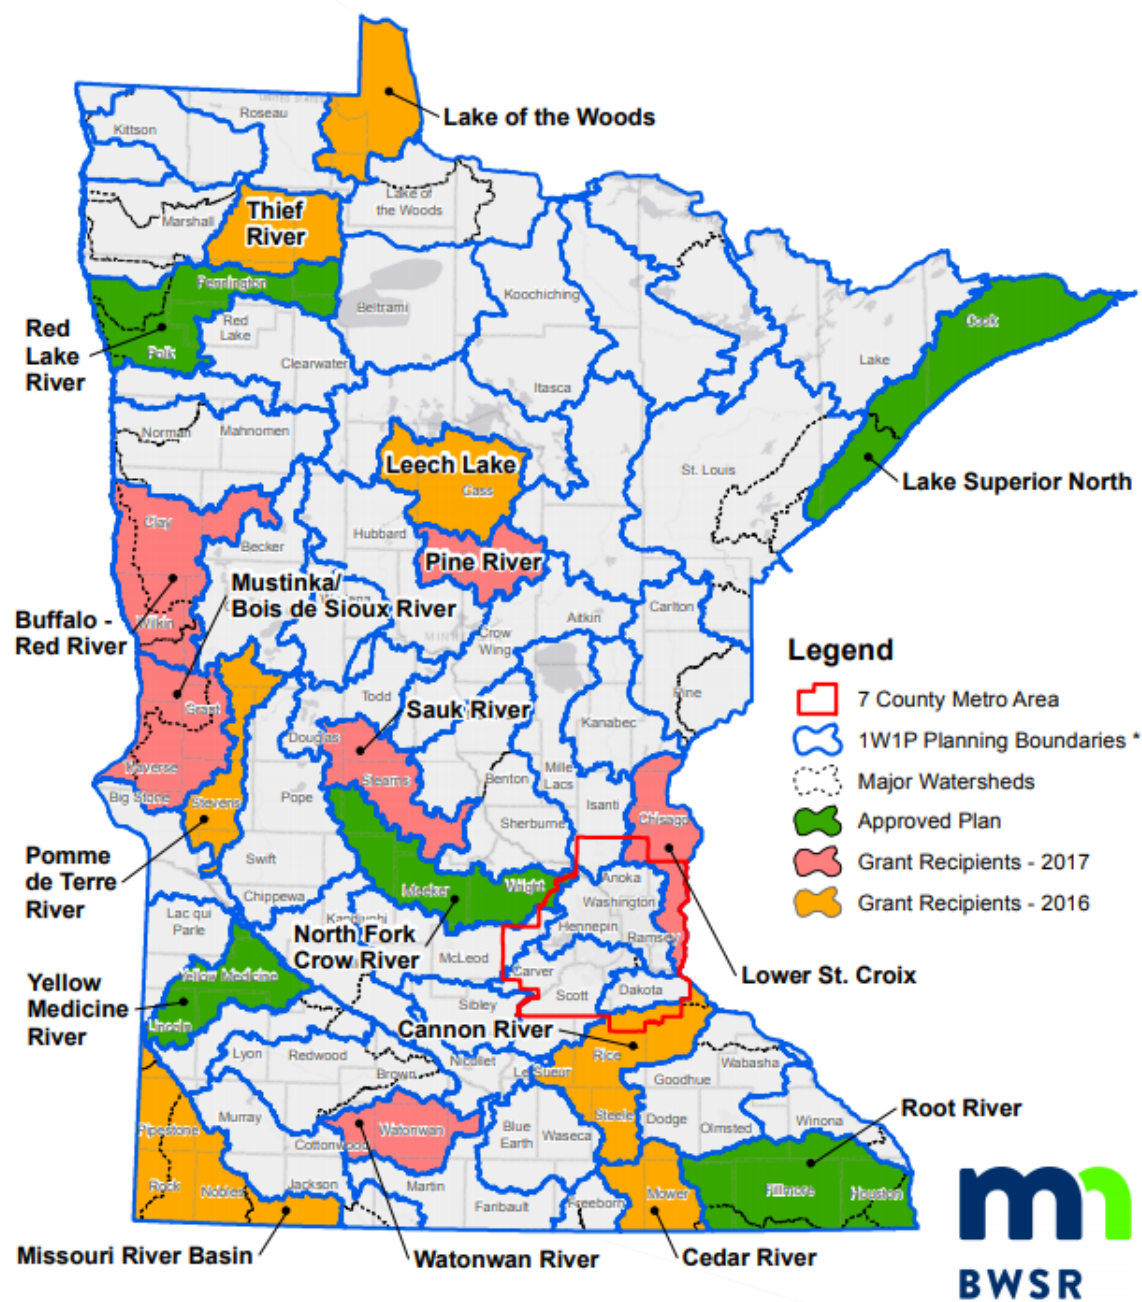 UNITED STATES
Roseau
Kittson
Lake of the Woods
Lake of
the Woods
Thief
River
Marshall
Pennington
Koochiching
Beltrami
Cook
Red
Lake
Red
Lake
River
Polk
Clearwater
Lake
Itasca
Norman
Mahnomen
Leech Lake
Cass
St. Louis
Lake Superior North
Clay
Hubbard
Becker
Pine River
Mustinka/
Bois de Sioux River
Buffalo -
Red River
Wilkin
Carlton
Aitkin
Crow
Wing
Legend
7 County Metro Area
1W1P Planning Boundaries *
Major Watersheds
Approved Plan
Grant Recipients - 2017
Grant Recipients - 2016
Pine
Todd
Grant
Sauk River
Kanabec
Douglas
Traverse
Stearns
Mille
Lacs
Benton
Big Stone
Pope
Stevens
Isanti
Chisago
Sherburne
Pomme
de Terre
River
Swift
Chippewa
Meeker
Wright
Anoka
Washington
Lac qui
Parle
Kandiyohi
Hennepin
Ramsey
North Fork
Crow River
McLeod
Carver
Lower St. Croix
Yellow
Medicine
River
Yellow Medicine
Scott
Dakota
Sibley
Lincoln
Cannon River
Lyon
Redwood
Nicollet
Rice
Le Sueur
Brown
Goodhue
Wabasha
Murray
Cottonwood
Watonwan
Blue
Earth
Waseca
Steele
Dodge
Olmsted
Winona
Root River
Pipestone
Rock
Nobles
Jackson
Martin
Faribault
Freeborn
Mower
Fillmore
Houston
Missouri River Basin
Watonwan River
Cedar River
mn
BWSR